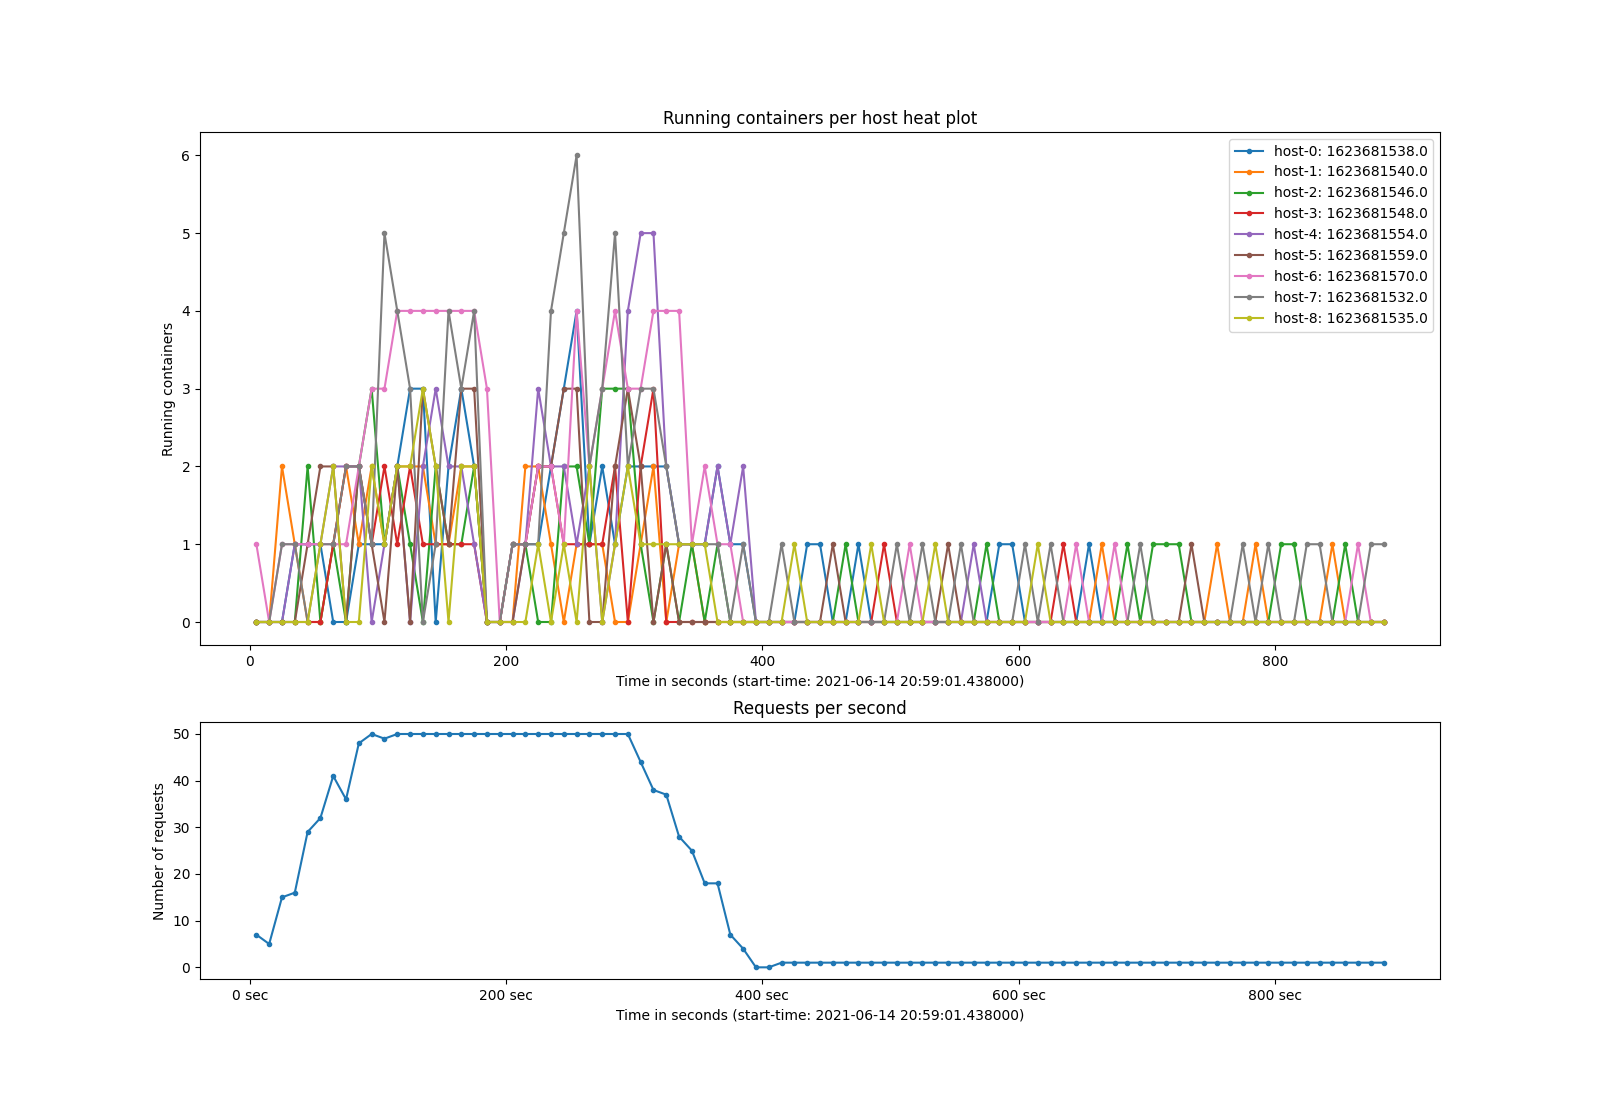 Running containers per host heat plot
6
5
4
3
2
1
0
Running containers
host-0: 1623681538.0
host-1: 1623681540.0
host-2: 1623681546.0
host-3: 1623681548.0
host-4: 1623681554.0
host-5: 1623681559.0
host-6: 1623681570.0
host-7: 1623681532.0
host-8: 1623681535.0
0 200 400 600 800
Time in seconds (start-time: 2021-06-14 20:59:01.438000)
Requests per second
50
40
30
20
10
0
Number of requests
0 sec 200 sec 400 sec 600 sec 800 sec
Time in seconds (start-time: 2021-06-14 20:59:01.438000)